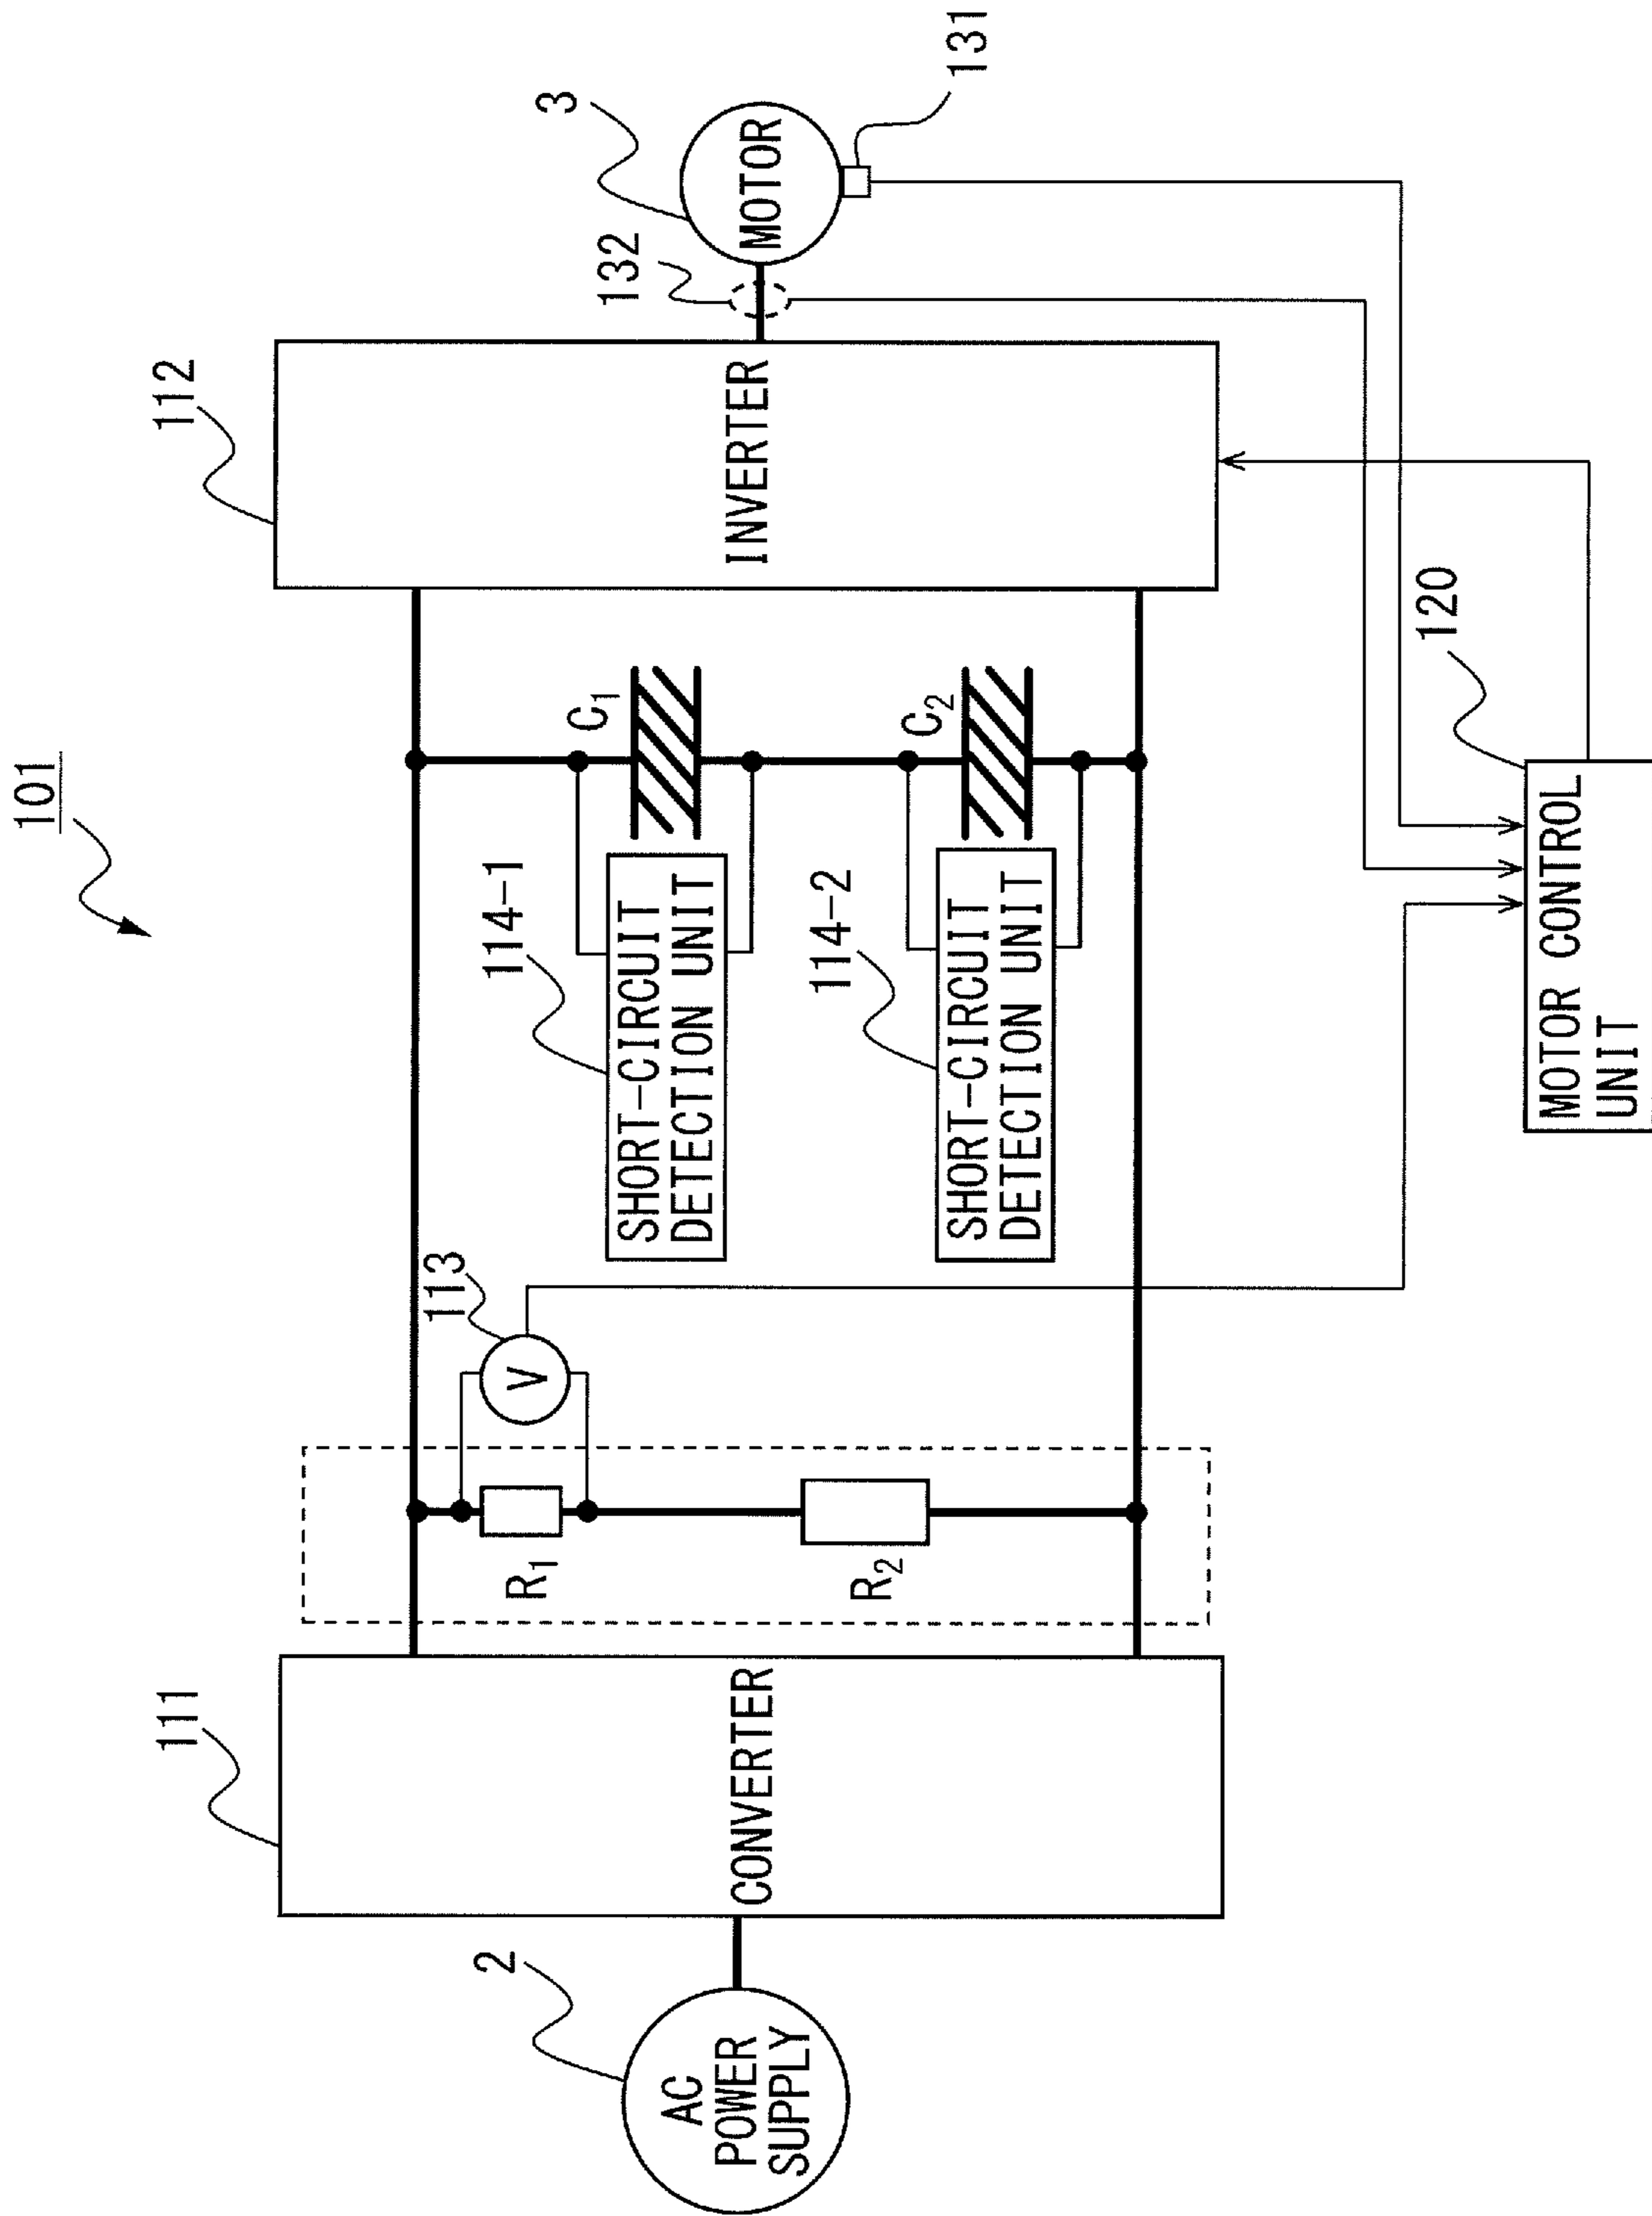 101
111
112
2
3
132
131
AC
POWER
SUPPLY
CONVERTER
INVERTER
MOTOR
113
V
R1
R2
114-1
C1
SHORT-CIRCUIT
DETECTION UNIT
114-2
C2
SHORT-CIRCUIT
DETECTION UNIT
120
MOTOR CONTROL
UNIT